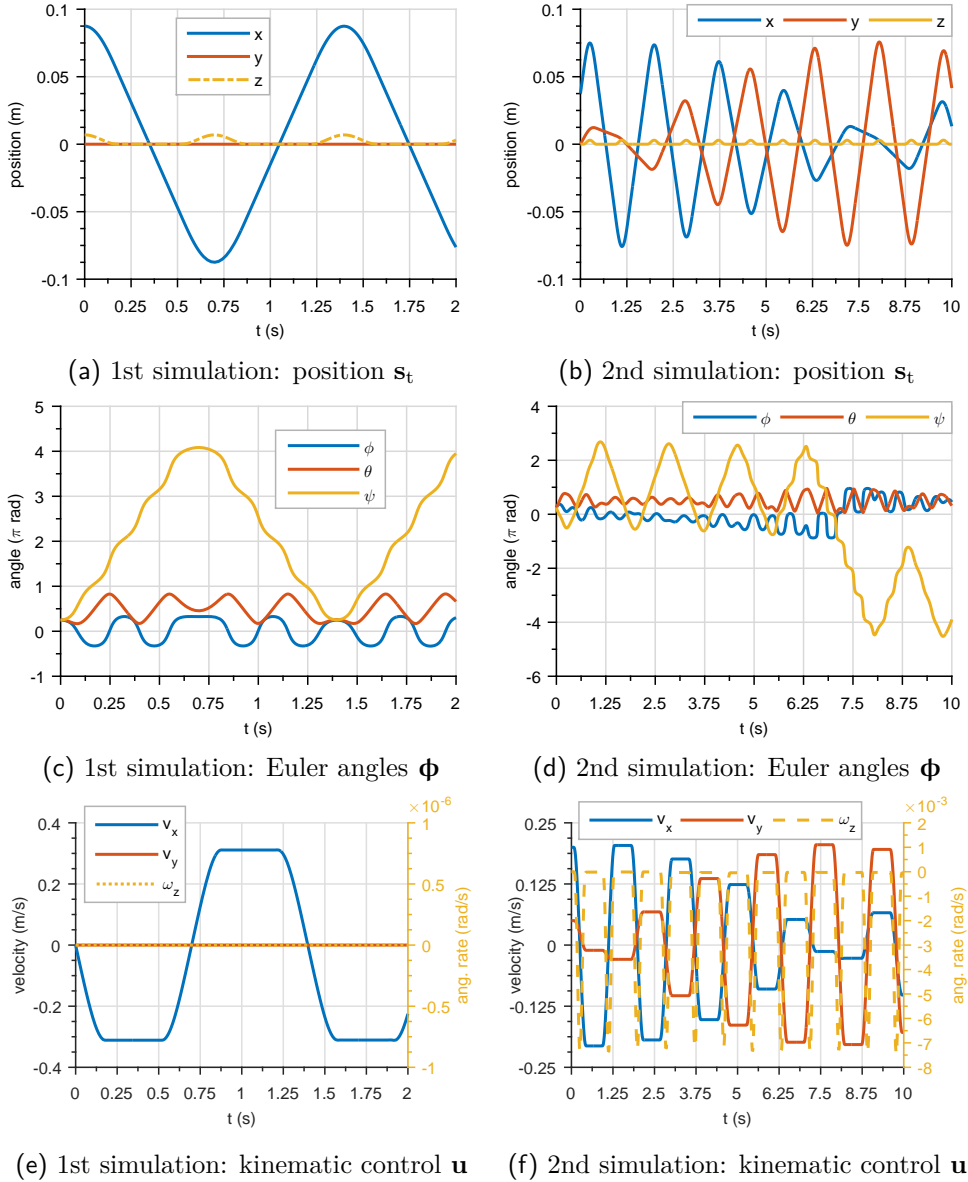 x
y
z
0.1
0.05
0
-0.05
-0.1
position (m)
0 0.25 0.5 0.75 1 1.25 1.5 1.75 2
t (s)
(a) 1st simulation: position s_t
x y z
0.1
0.05
0
-0.05
-0.1
position (m)
0 1.25 2.5 3.75 5 6.25 7.5 8.75 10
t (s)
(b) 2nd simulation: position s_t
ϕ
θ
ψ
5
4
3
2
1
0
-1
angle (π rad)
0 0.25 0.5 0.75 1 1.25 1.5 1.75 2
t (s)
(c) 1st simulation: Euler angles ϕ
ϕ θ ψ
4
2
0
-2
-4
-6
angle (π rad)
0 1.25 2.5 3.75 5 6.25 7.5 8.75 10
t (s)
(d) 2nd simulation: Euler angles ϕ
v_x
v_y
ω_z
0.4
0.2
0
-0.2
-0.4
velocity (m/s)
×10^-6
1
0.5
0
-0.5
-1
ang. rate (rad/s)
0 0.25 0.5 0.75 1 1.25 1.5 1.75 2
t (s)
(e) 1st simulation: kinematic control u
v_x v_y ω_z
0.25
0.125
0
-0.125
-0.25
velocity (m/s)
×10^-3
2
1
0
-1
-2
-3
-4
-5
-6
-7
-8
ang. rate (rad/s)
0 1.25 2.5 3.75 5 6.25 7.5 8.75 10
t (s)
(f) 2nd simulation: kinematic control u